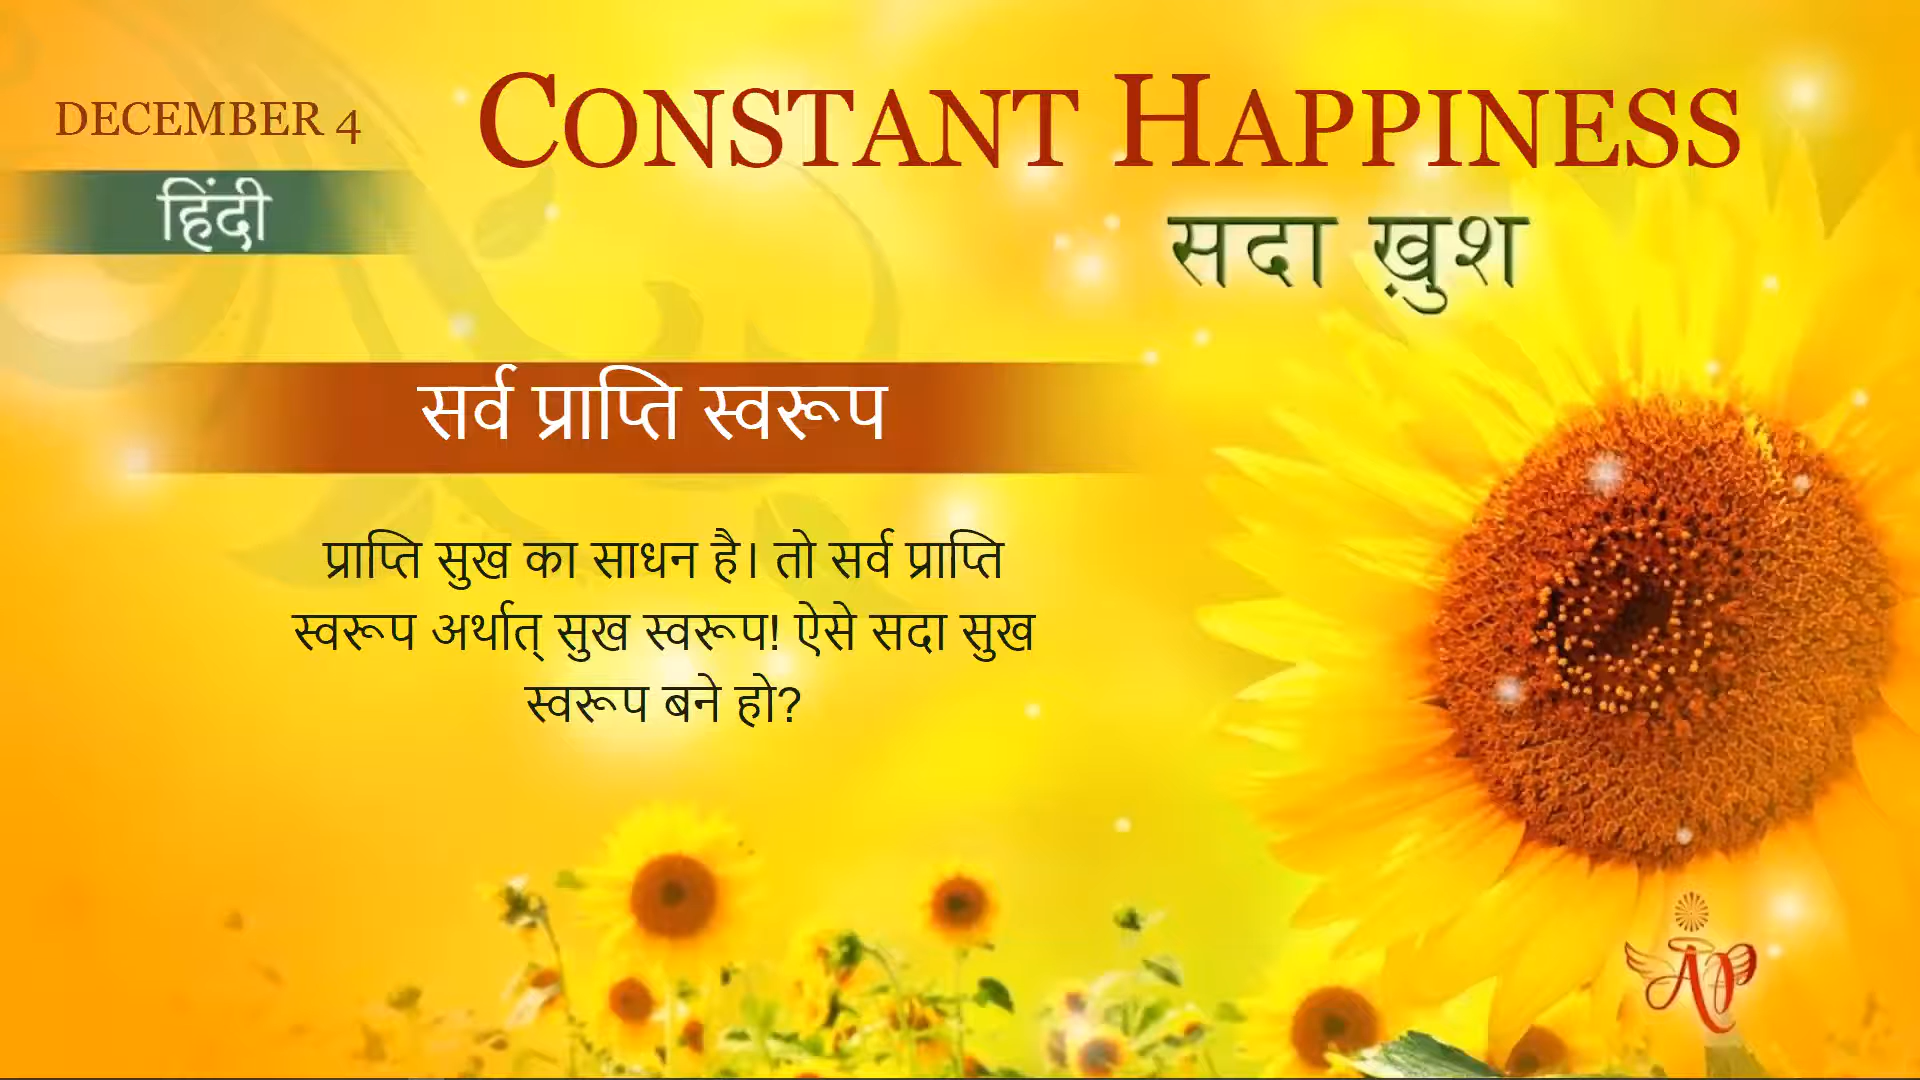 DECEMBER 4
CONSTANT HAPPINESS
हिंदी
सदा ख़ुश
सर्व प्राप्ति स्वरूप
प्राप्ति सुख का साधन है। तो सर्व प्राप्ति
स्वरूप अर्थात् सुख स्वरूप! ऐसे सदा सुख
स्वरूप बने हो?